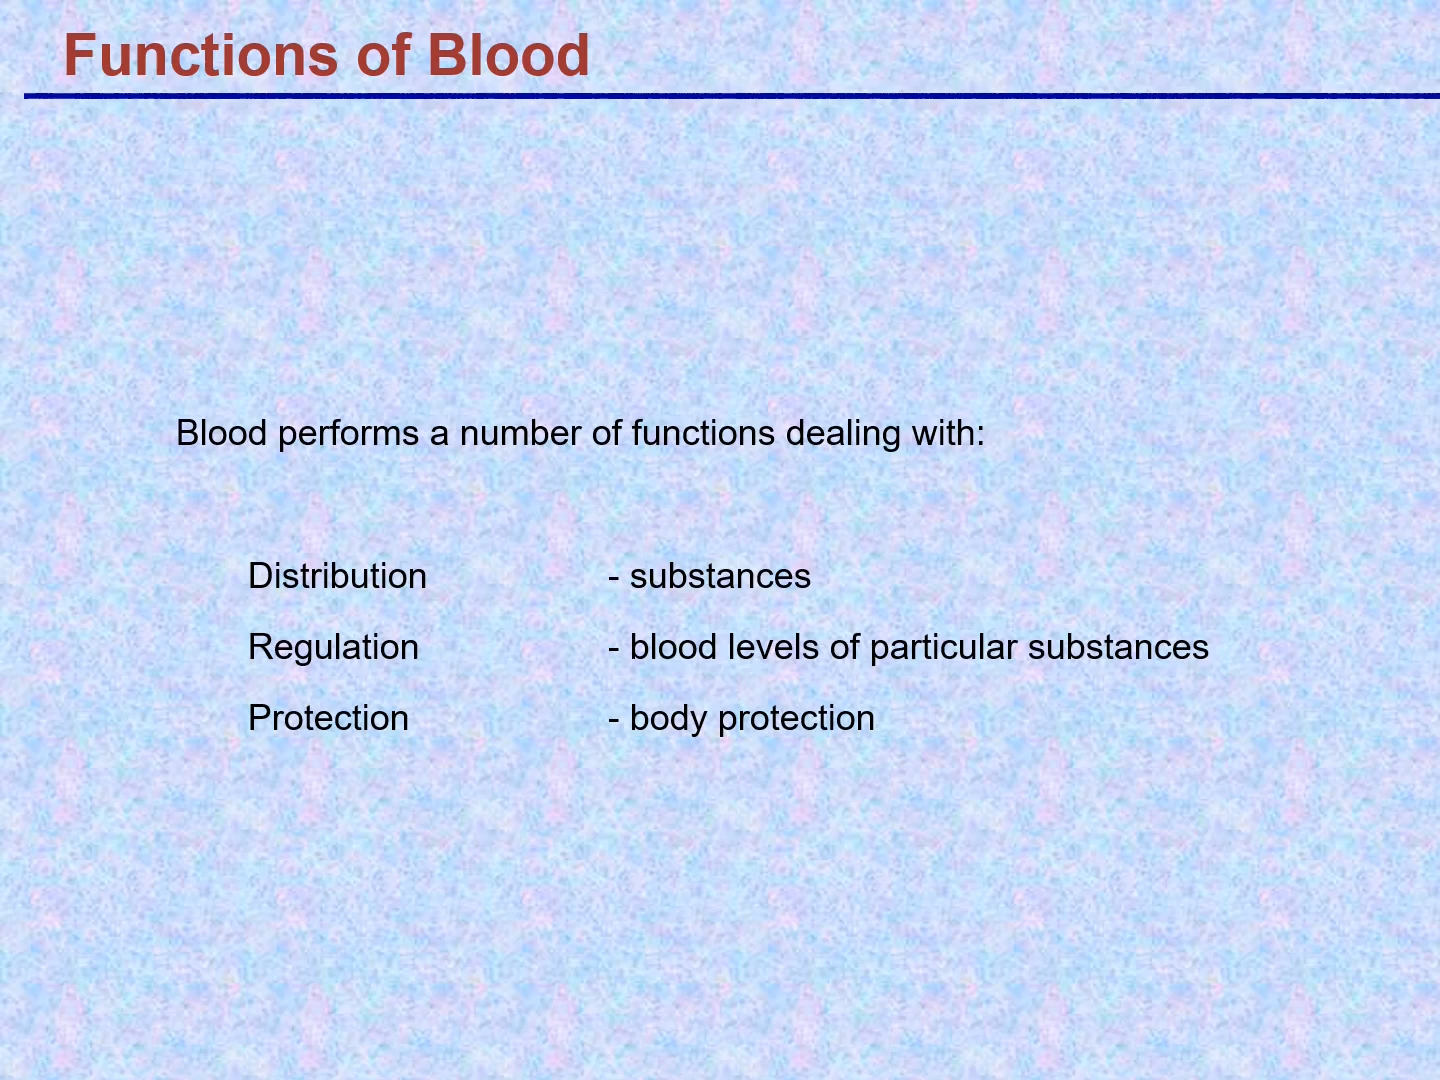 Functions of Blood
Blood performs a number of functions dealing with:
Distribution - substances
Regulation - blood levels of particular substances
Protection - body protection